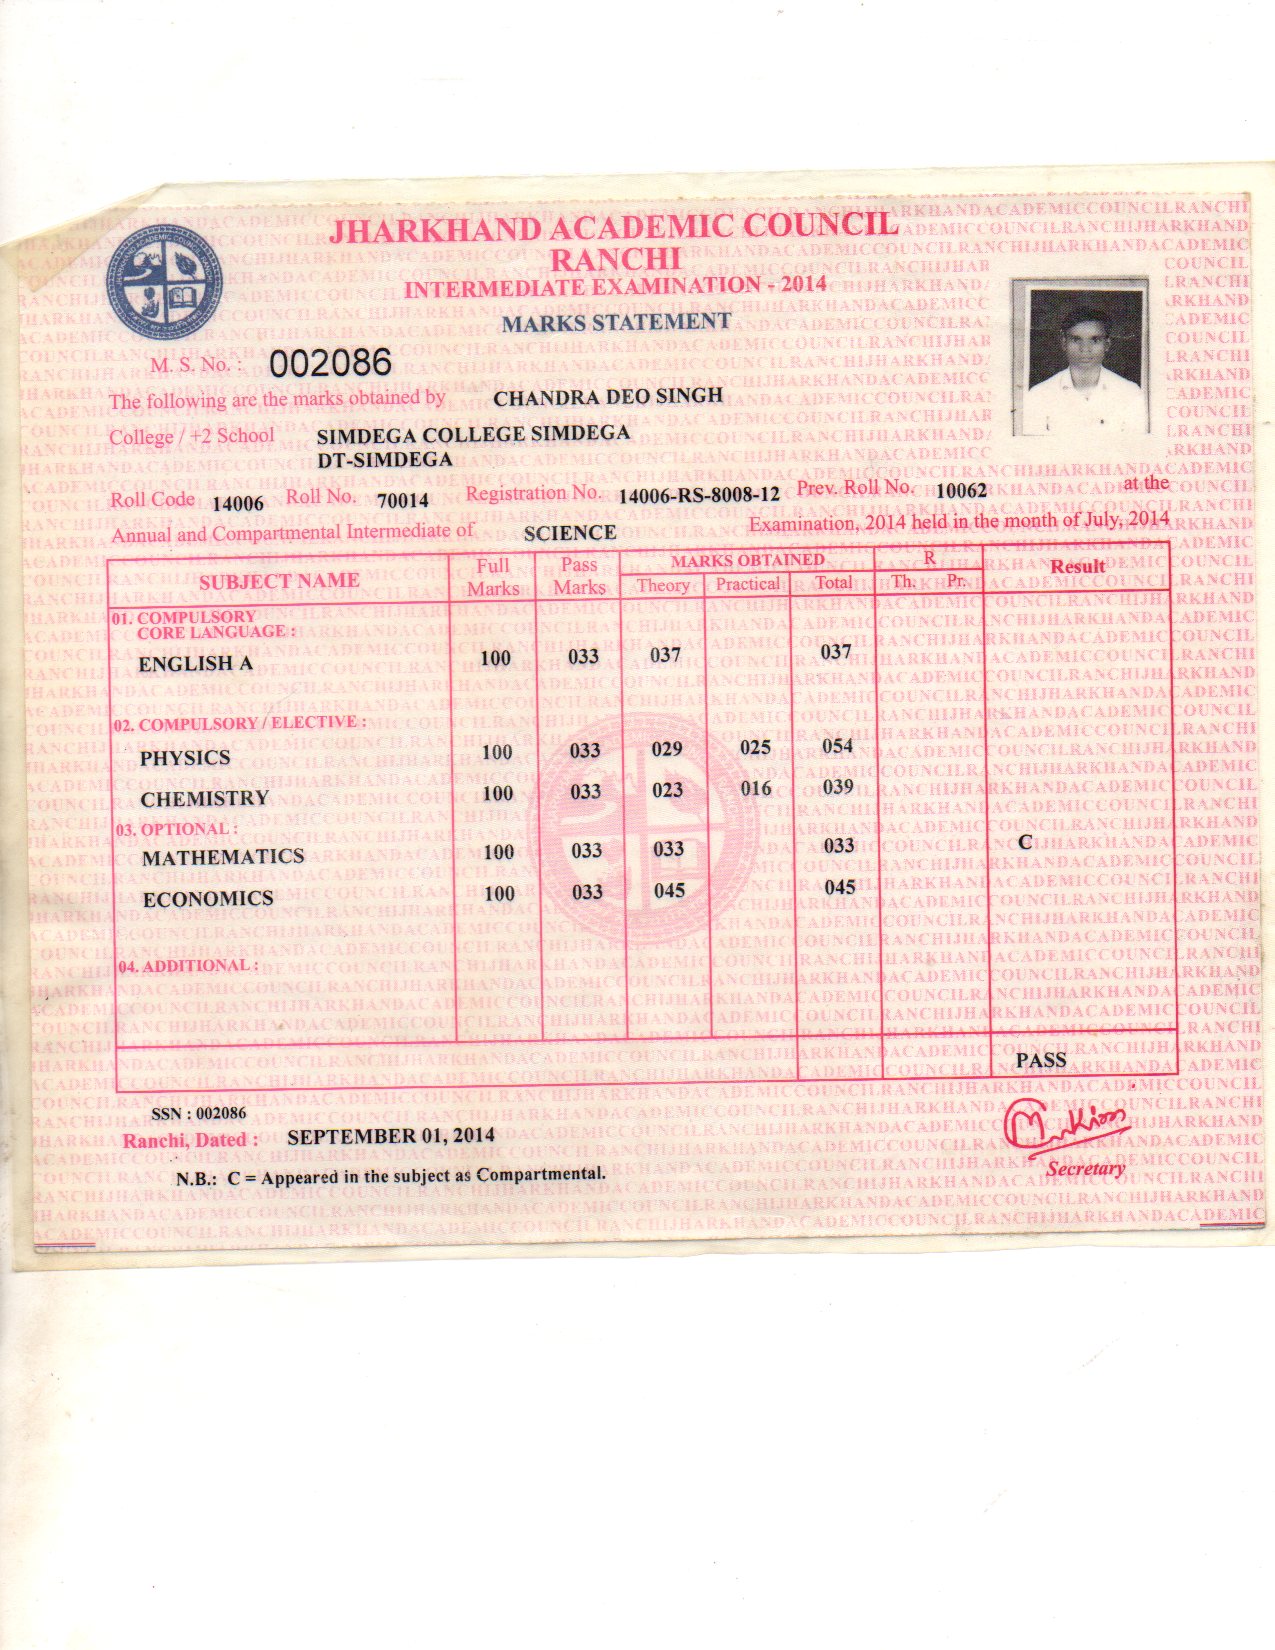 JHARKHAND ACADEMIC COUNCIL
RANCHI
INTERMEDIATE EXAMINATION - 2014
MARKS STATEMENT
M. S. No. : 002086
The following are the marks obtained by CHANDRA DEO SINGH
College / +2 School SIMDEGA COLLEGE SIMDEGA
DT-SIMDEGA
Roll Code 14006 Roll No. 70014 Registration No. 14006-RS-8008-12 Prev. Roll No. 10062 at the
Annual and Compartmental Intermediate of SCIENCE Examination, 2014 held in the month of July, 2014
SUBJECT NAME Full Marks Pass Marks MARKS OBTAINED R Result
Theory Practical Total Th. Pr.
01. COMPULSORY
CORE LANGUAGE :
ENGLISH A 100 033 037 037
02. COMPULSORY / ELECTIVE :
PHYSICS 100 033 029 025 054
CHEMISTRY 100 033 023 016 039
03. OPTIONAL :
MATHEMATICS 100 033 033 033 C
ECONOMICS 100 033 045 045
04. ADDITIONAL :
PASS
SSN : 002086
Ranchi, Dated : SEPTEMBER 01, 2014
N.B.: C = Appeared in the subject as Compartmental.
Secretary